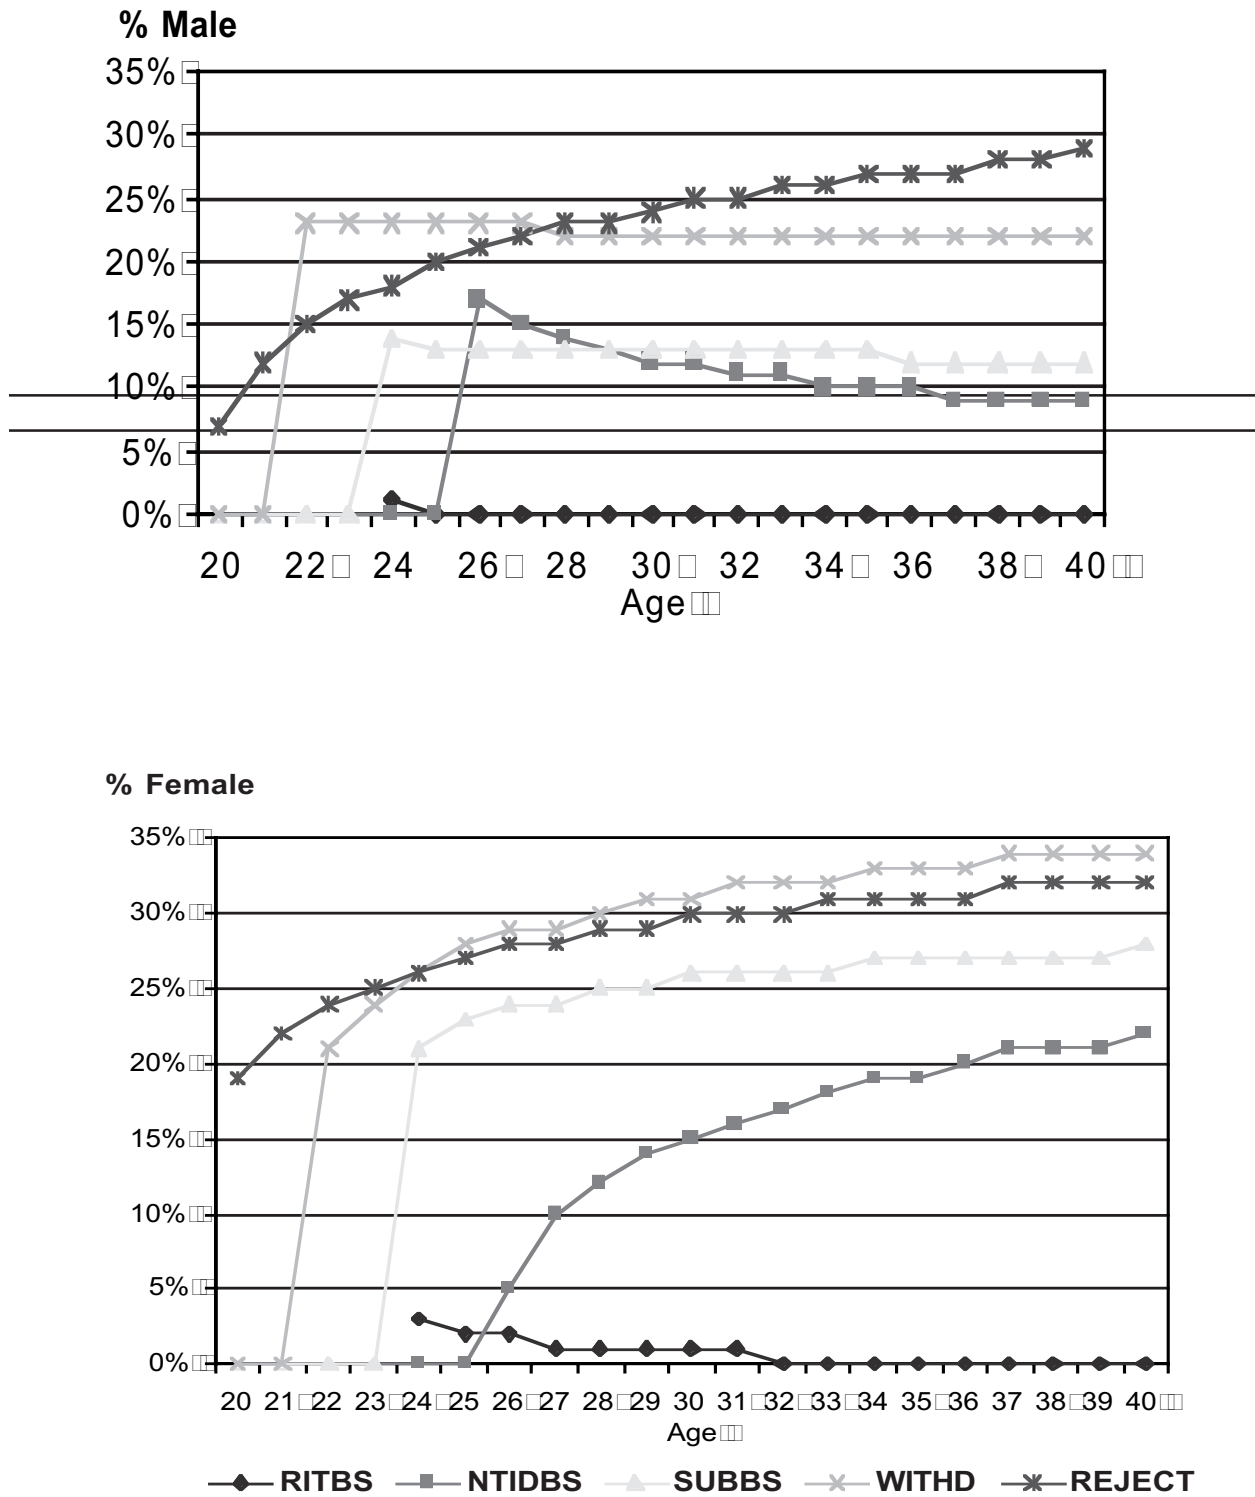 % Male
35%
30%
25%
20%
15%
10%
5%
0%
20 22 24 26 28 30 32 34 36 38 40
Age
% Female
35%
30%
25%
20%
15%
10%
5%
0%
20 21 22 23 24 25 26 27 28 29 30 31 32 33 34 35 36 37 38 39 40
Age
RITBS NTIDBS SUBBS WITHD REJECT